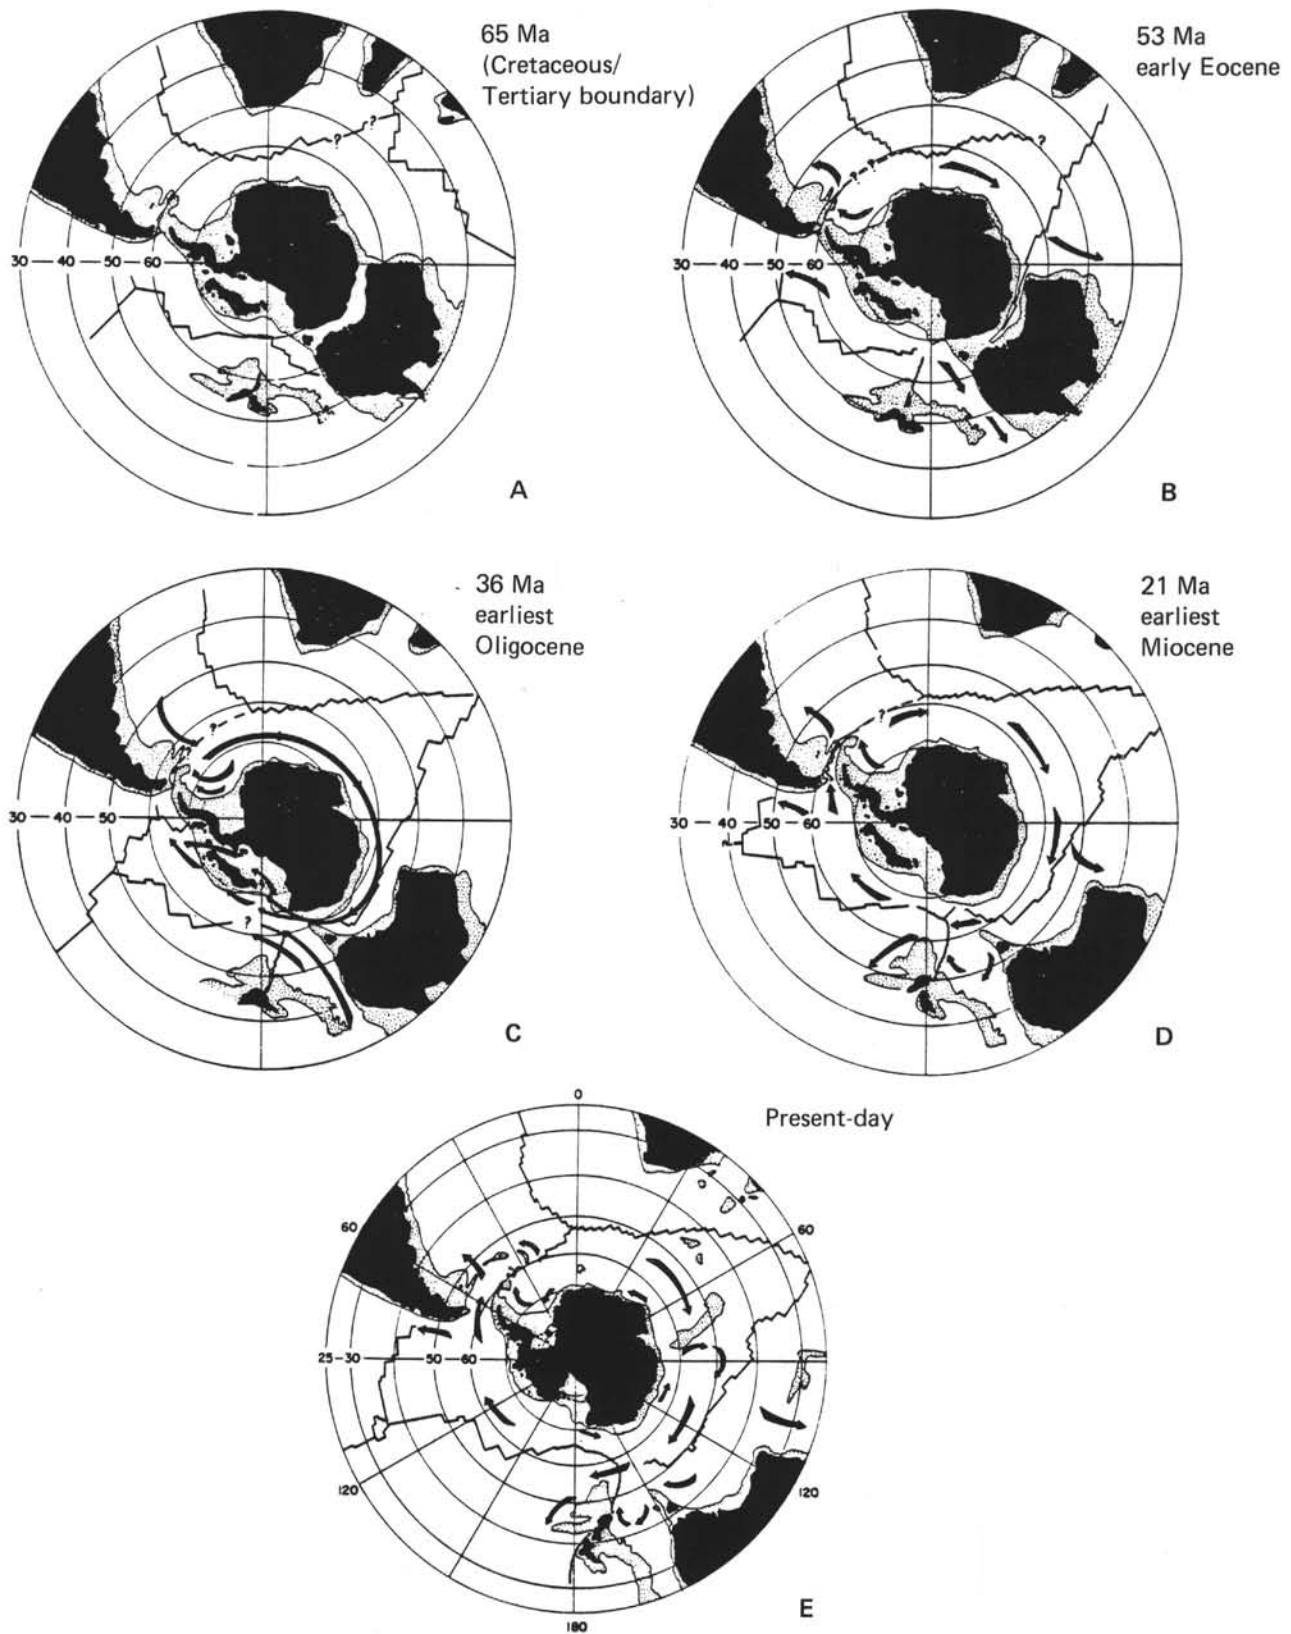 65 Ma
(Cretaceous/
Tertiary boundary)
?
?
30 40 50 60
A
53 Ma
early Eocene
?
? ?
30 40 50 60
B
36 Ma
earliest
Oligocene
?
30 40 50
?
C
21 Ma
earliest
Miocene
?
30 40 50 60
D
Present-day
0
60
60
25 30 50 60
120
120
180
E